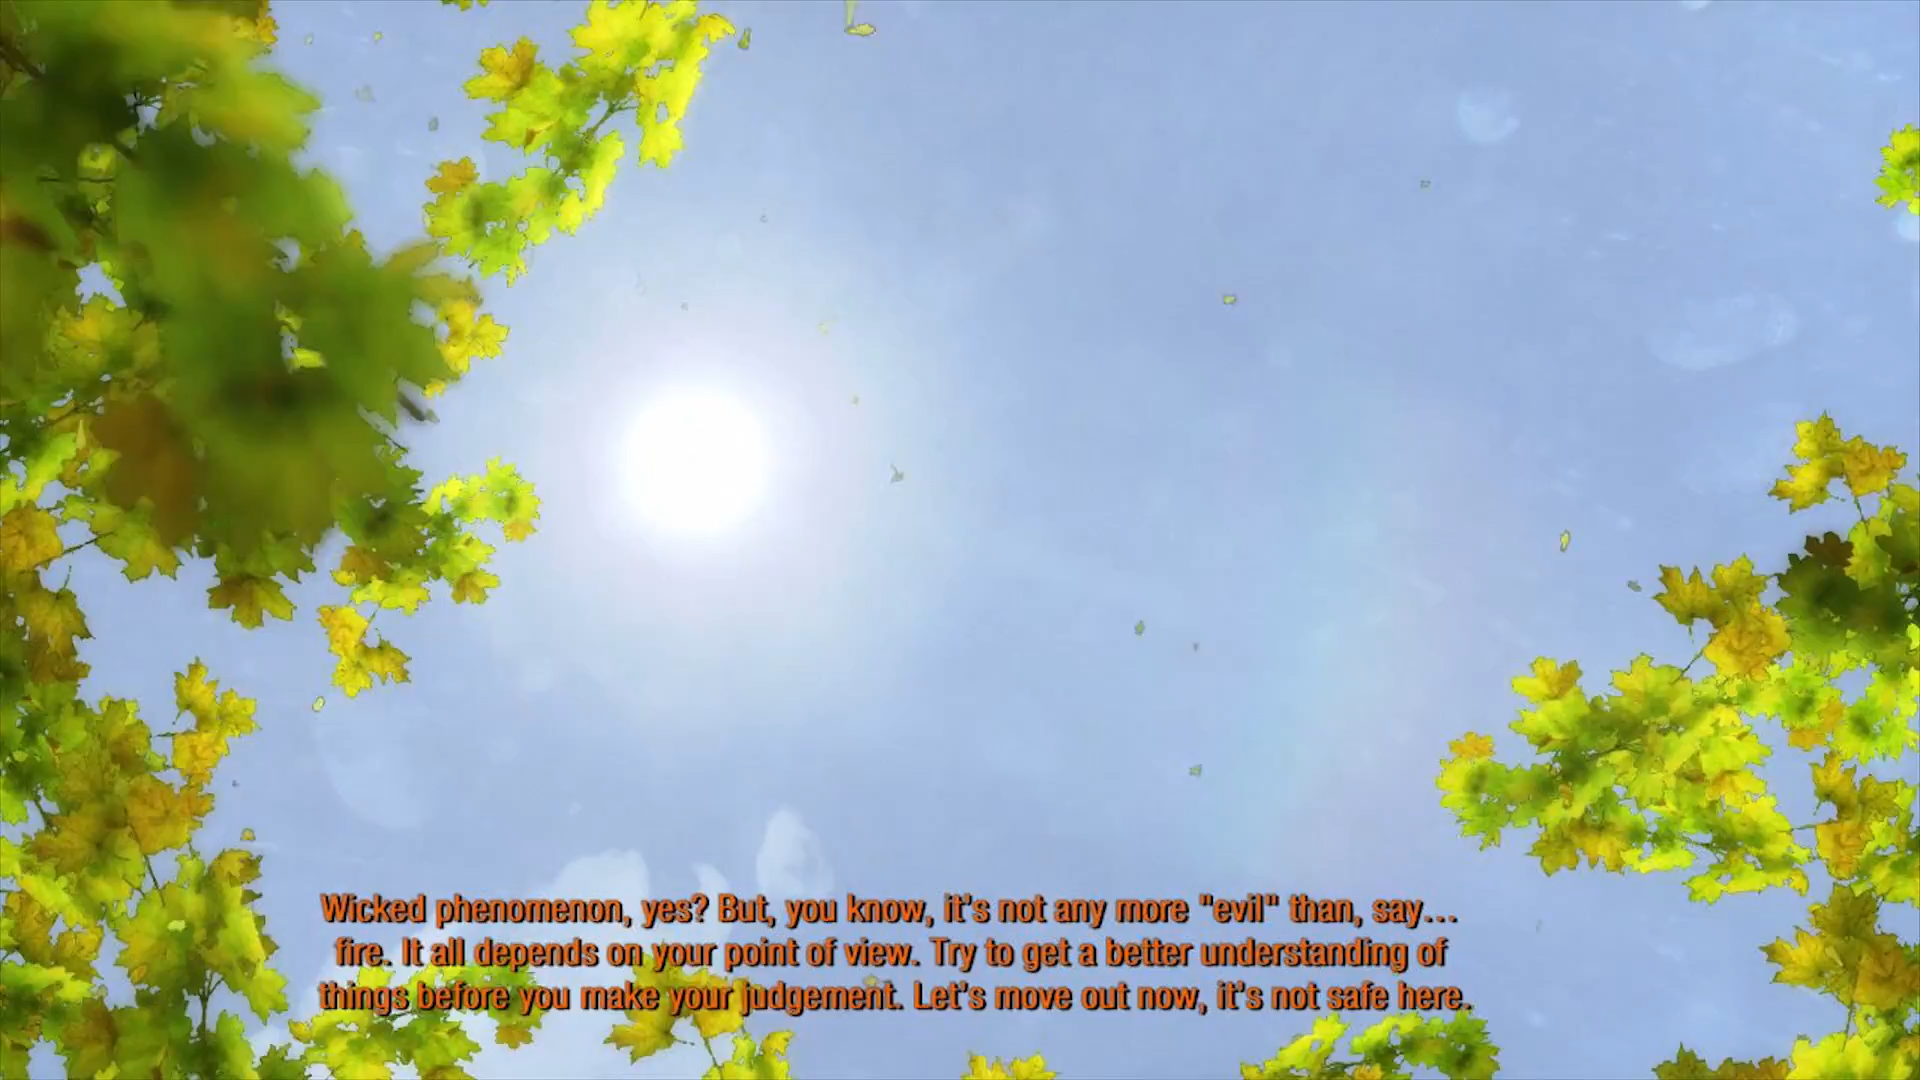 Wicked phenomenon, yes? But, you know, it's not any more "evil" than, say...
fire. It all depends on your point of view. Try to get a better understanding of
things before you make your judgement. Let's move out now, it's not safe here.